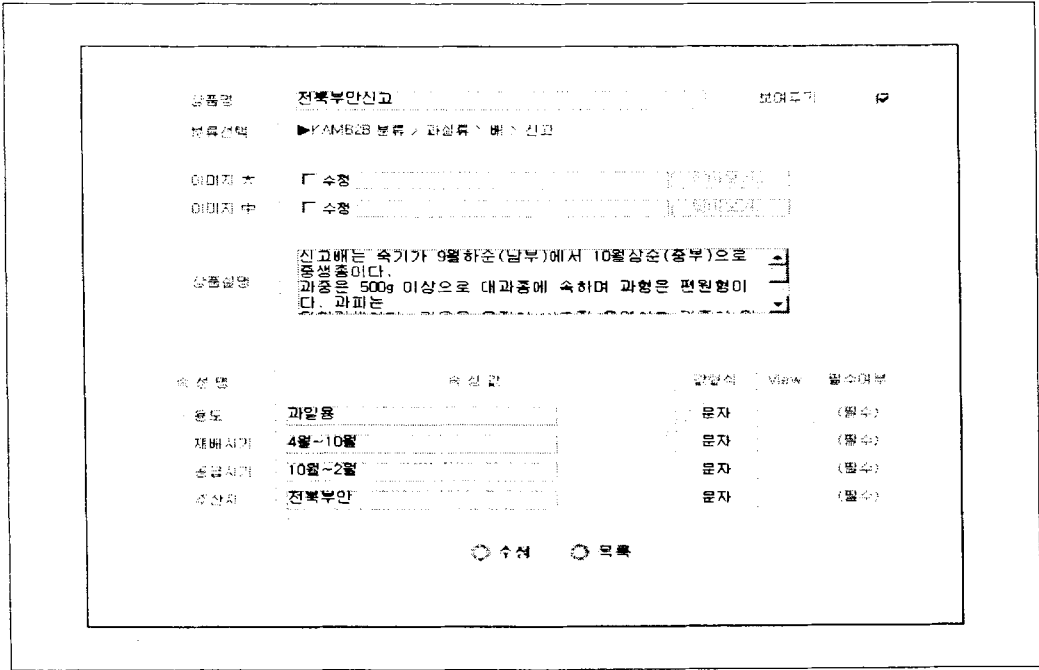 상품명 전북부안신고 보여주기
분류선택 ▶KAMB2B 분류 > 과실류 > 배 > 신고
이미지 大 수정
이미지 中 수정
상품설명
신고배는 숙기가 9월하순(남부)에서 10월상순(중부)으로
중생종이다.
과중은 500g 이상으로 대과종에 속하며 과형은 편원형이
다. 과피는
속 성 명 속 성 값 값형식 View 필수여부
용도 과일용 문자 (필수)
재배시기 4월~10월 문자 (필수)
공급시기 10월~2월 문자 (필수)
주산지 전북부안 문자 (필수)
수정 목록